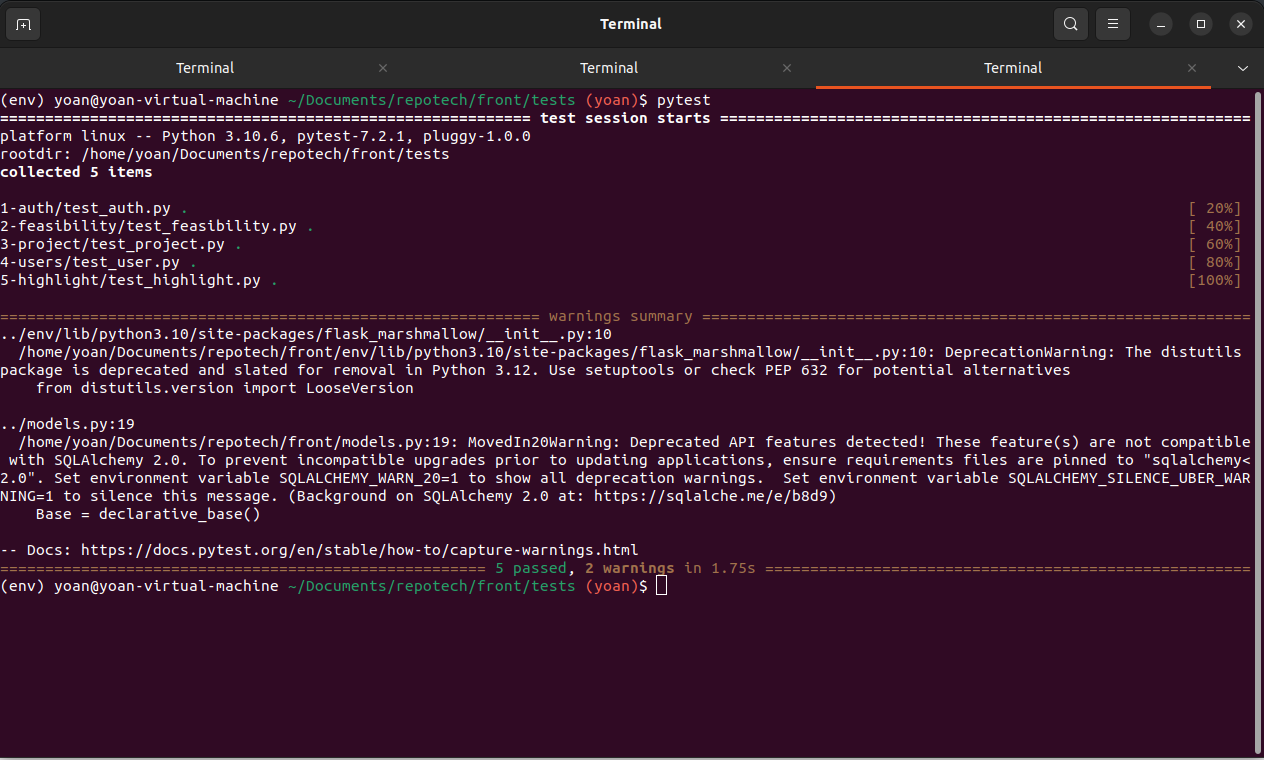 Terminal
Terminal Terminal Terminal
(env) yoan@yoan-virtual-machine ~/Documents/repotech/front/tests (yoan)$ pytest
========================================================== test session starts ===========================================================
platform linux -- Python 3.10.6, pytest-7.2.1, pluggy-1.0.0
rootdir: /home/yoan/Documents/repotech/front/tests
collected 5 items
1-auth/test_auth.py . [ 20%]
2-feasibility/test_feasibility.py . [ 40%]
3-project/test_project.py . [ 60%]
4-users/test_user.py . [ 80%]
5-highlight/test_highlight.py . [100%]
============================================================ warnings summary =============================================================
../env/lib/python3.10/site-packages/flask_marshmallow/__init__.py:10
/home/yoan/Documents/repotech/front/env/lib/python3.10/site-packages/flask_marshmallow/__init__.py:10: DeprecationWarning: The distutils
package is deprecated and slated for removal in Python 3.12. Use setuptools or check PEP 632 for potential alternatives
from distutils.version import LooseVersion
../models.py:19
/home/yoan/Documents/repotech/front/models.py:19: MovedIn20Warning: Deprecated API features detected! These feature(s) are not compatible
with SQLAlchemy 2.0. To prevent incompatible upgrades prior to updating applications, ensure requirements files are pinned to "sqlalchemy<
2.0". Set environment variable SQLALCHEMY_WARN_20=1 to show all deprecation warnings.  Set environment variable SQLALCHEMY_SILENCE_UBER_WAR
NING=1 to silence this message. (Background on SQLAlchemy 2.0 at: https://sqlalche.me/e/b8d9)
Base = declarative_base()
-- Docs: https://docs.pytest.org/en/stable/how-to/capture-warnings.html
====================================================== 5 passed, 2 warnings in 1.75s ======================================================
(env) yoan@yoan-virtual-machine ~/Documents/repotech/front/tests (yoan)$